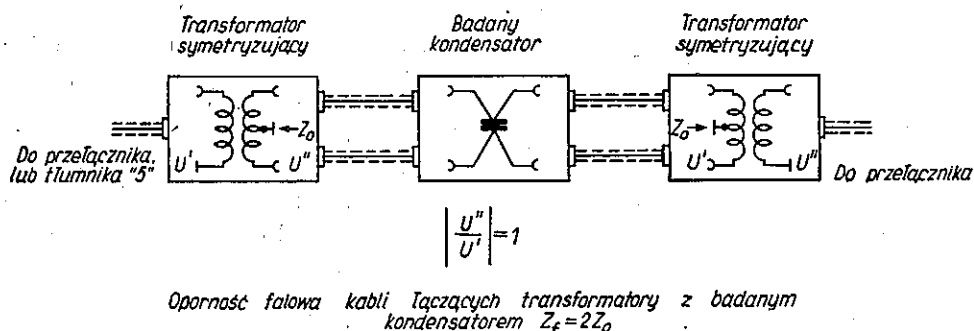 Transformator
symetryzujący
Badany
kondensator
Transformator
symetryzujący
Z₀
U' U"
Do przełącznika,
lub tłumnika "5"
Z₀
U' U"
Do przełącznika
|U"/U'| = 1
Oporność falowa kabli łączących transformatory z badanym
kondensatorem Z_f = 2Z₀